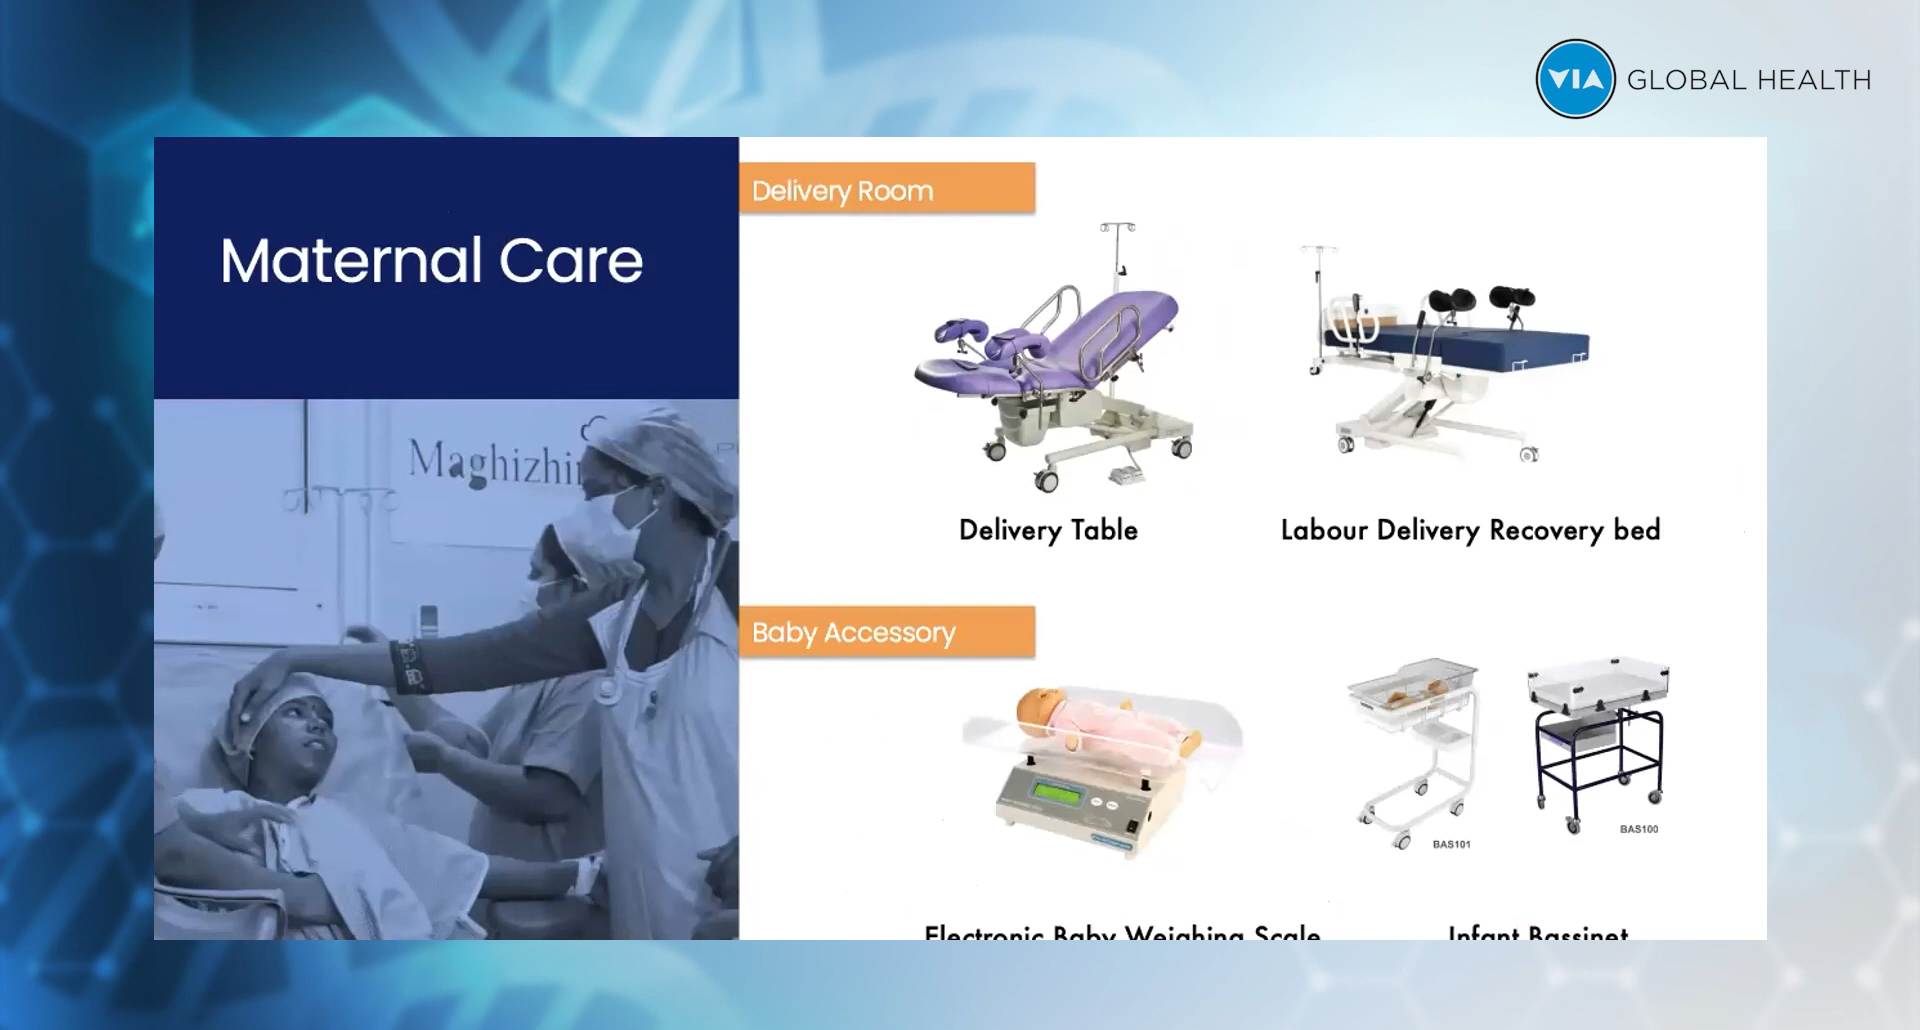 VIA GLOBAL HEALTH
Maternal Care
Maghizhi
Delivery Room
Delivery Table
Labour Delivery Recovery bed
Baby Accessory
BAS101
BAS100
Electronic Baby Weighing Scale
Infant Bassinet